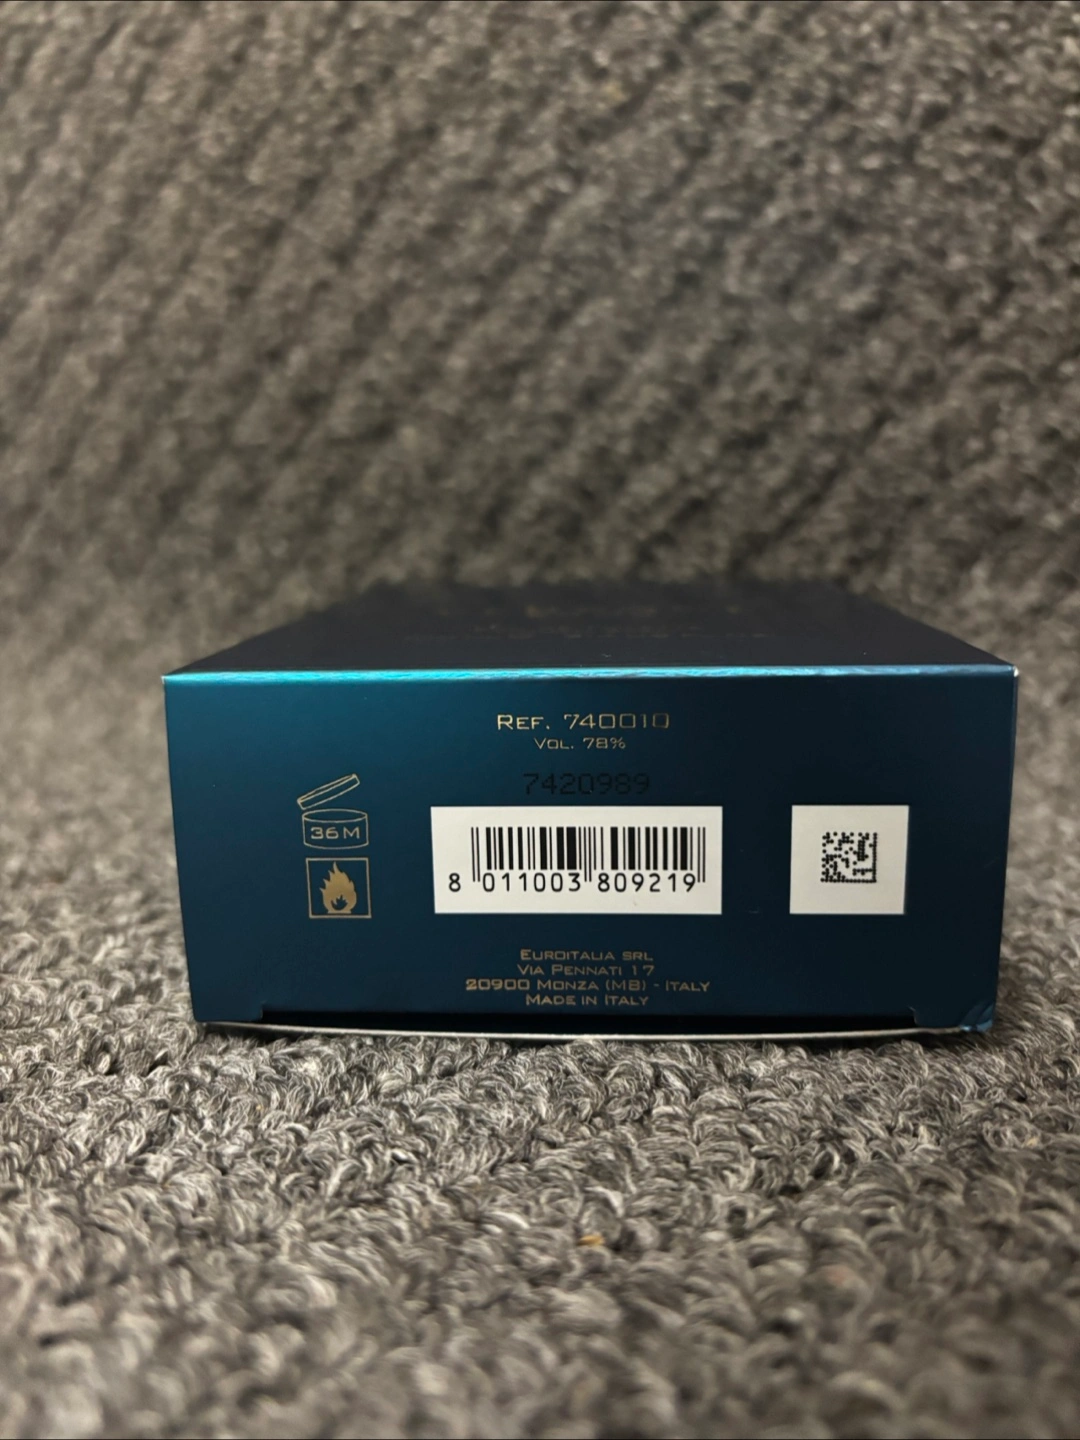 REF. 740010
VOL. 78%
7420989
36M
8 011003 809219
EUROITALIA SRL
VIA PENNATI 17
20900 MONZA (MB) - ITALY
MADE IN ITALY